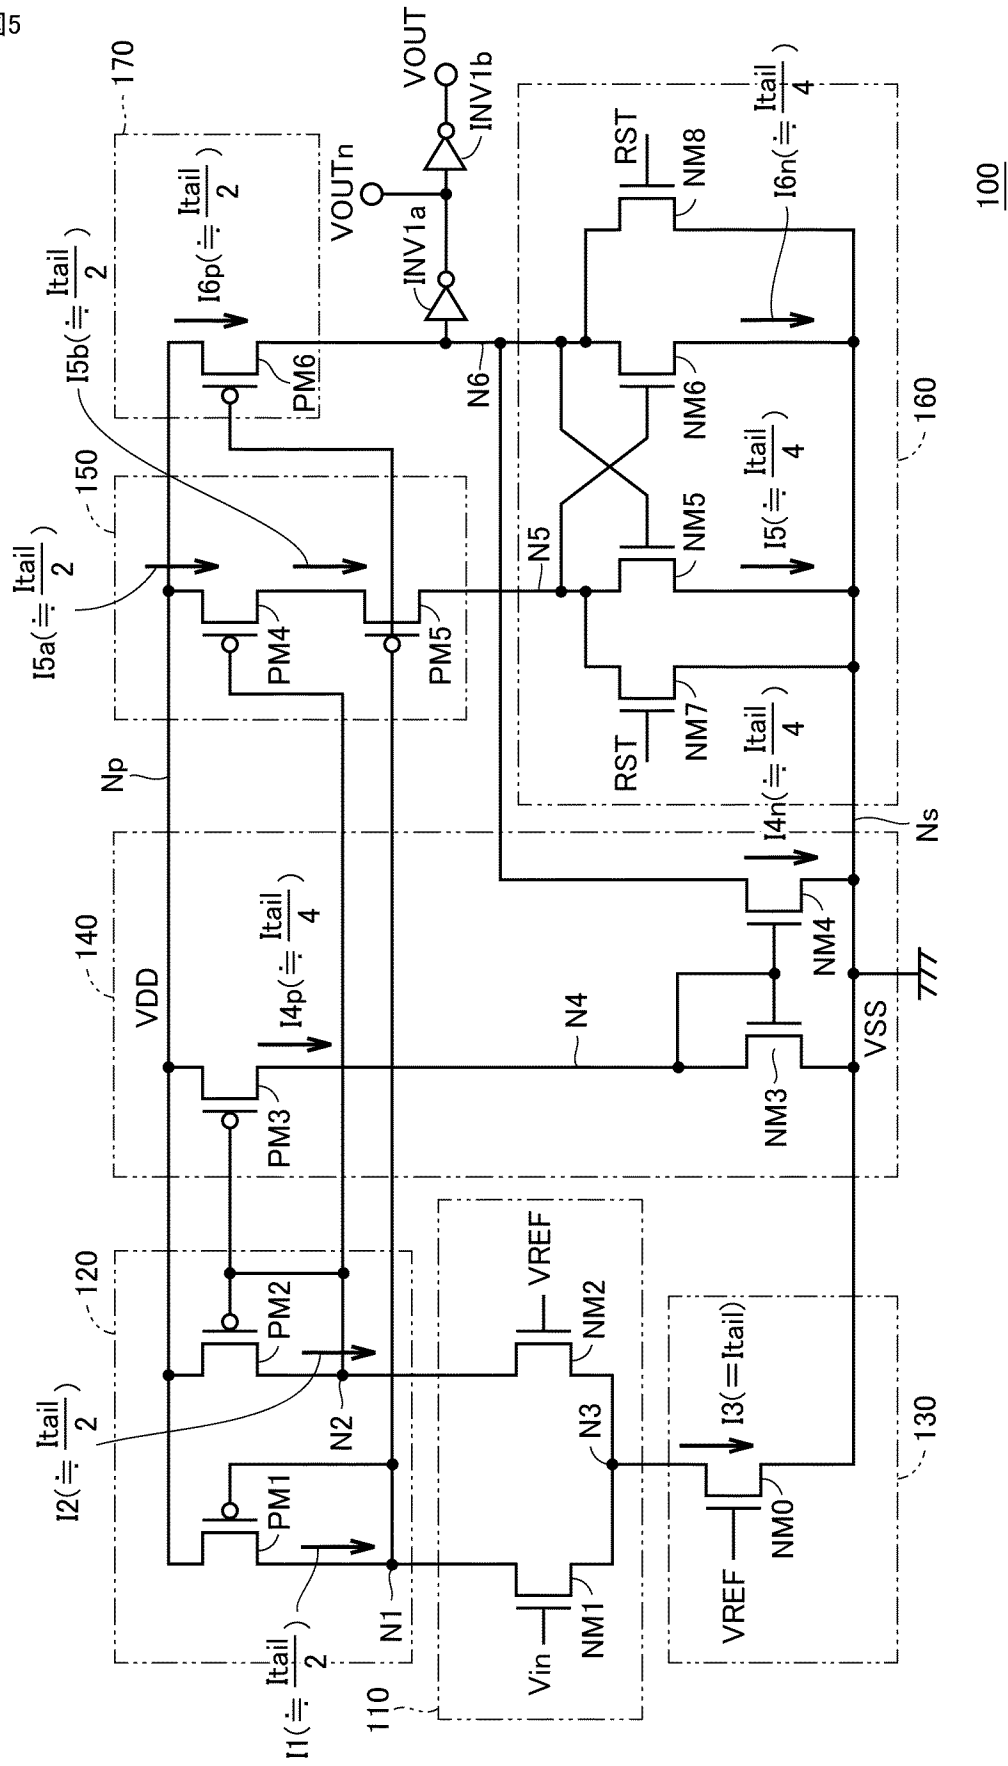 図5
100
170
I6p(≒Itail/2)
PM6
VOUTn
VOUT
INV1a
INV1b
N6
150
I5a(≒Itail/2)
I5b(≒Itail/2)
PM4
PM5
N5
160
RST
NM8
I6n(≒Itail/4)
NM6
NM5
I5(≒Itail/4)
RST
NM7
Np
140
VDD
I4p(≒Itail/4)
PM3
N4
I4n(≒Itail/4)
Ns
NM3
NM4
VSS
120
I2(≒Itail/2)
PM2
N2
PM1
I1(≒Itail/2)
N1
110
VREF
NM2
Vin
NM1
N3
130
I3(=Itail)
VREF
NM0